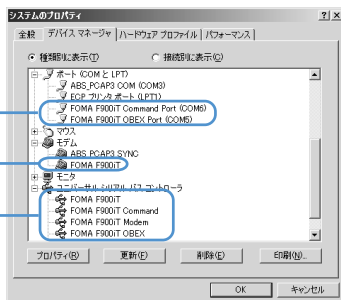 システムのプロパティ
全般 デバイス マネージャ ハードウェア プロファイル パフォーマンス
種類別に表示(T) 接続別に表示(C)
ポート (COM と LPT)
ABS_PCAP3 COM (COM3)
ECP プリンタ ポート (LPT1)
FOMA F900iT Command Port (COM6)
FOMA F900iT OBEX Port (COM5)
マウス
モデム
ABS PCAP3 SYNC
FOMA F900iT
モニタ
ユニバーサル シリアル バス コントローラ
FOMA F900iT
FOMA F900iT Command
FOMA F900iT Modem
FOMA F900iT OBEX
プロパティ(R) 更新(F) 削除(E) 印刷(N)...
OK キャンセル